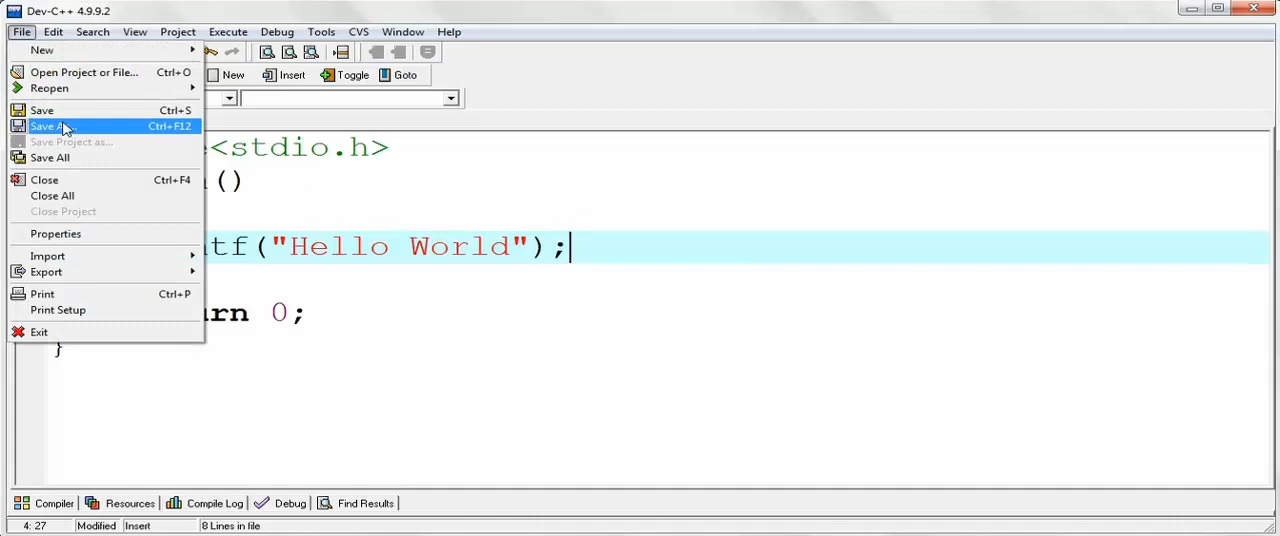 Dev-C++ 4.9.9.2
File Edit Search View Project Execute Debug Tools CVS Window Help
New
Open Project or File... Ctrl+O
Reopen
Save Ctrl+S
Save A... Ctrl+F12
Save Project as...
Save All
Close Ctrl+F4
Close All
Close Project
Properties
Import
Export
Print Ctrl+P
Print Setup
Exit
New Insert Toggle Goto
e<stdio.h>
n()
ntf("Hello World");
urn 0;
}
Compiler Resources Compile Log Debug Find Results
4: 27 Modified Insert 8 Lines in file